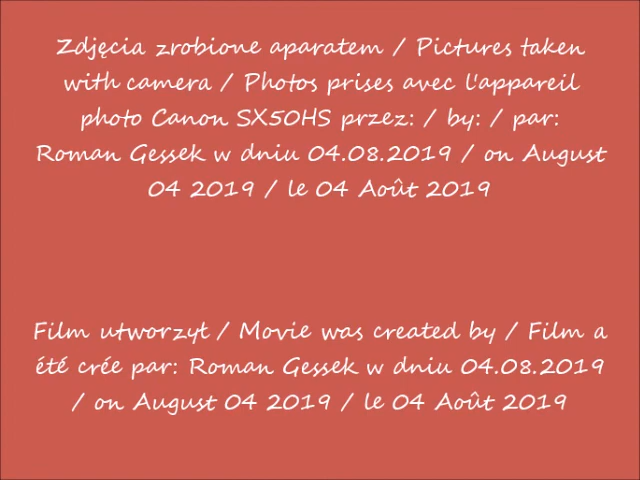 Zdjęcia zrobione aparatem / Pictures taken
with camera / Photos prises avec l'appareil
photo Canon SX50HS przez: / by: / par:
Roman Gessek w dniu 04.08.2019 / on August
04 2019 / le 04 Août 2019
Film utworzył / Movie was created by / Film a
été crée par: Roman Gessek w dniu 04.08.2019
/ on August 04 2019 / le 04 Août 2019